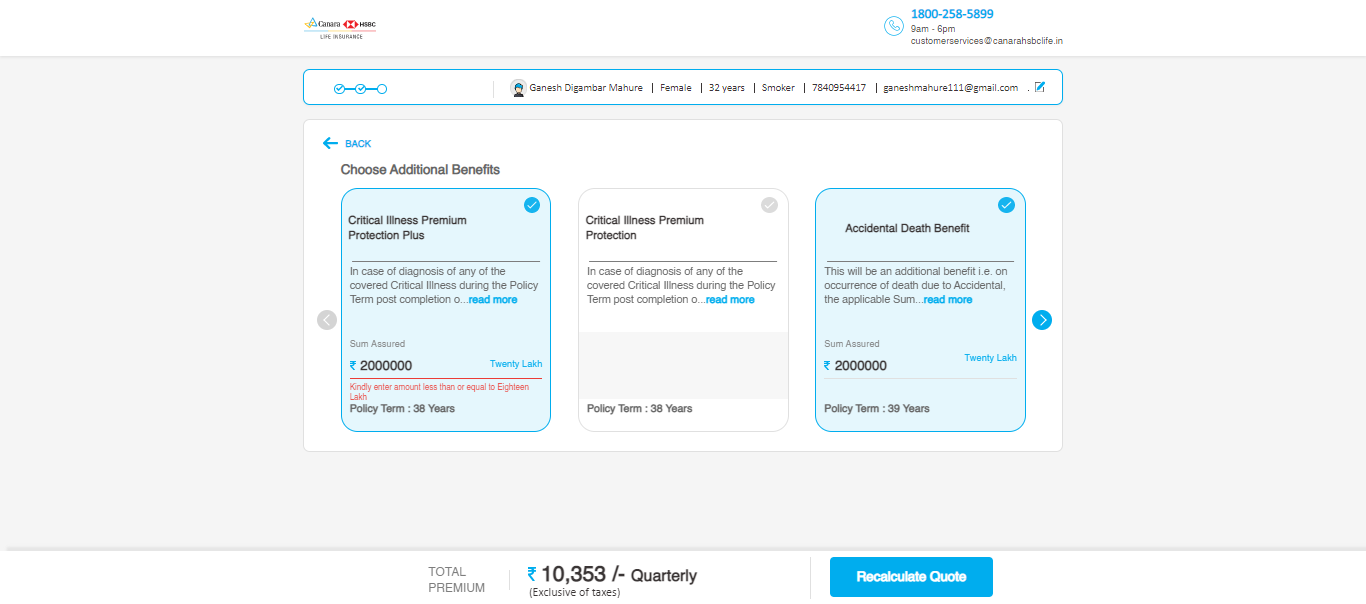 Canara HSBC
LIFE INSURANCE
1800-258-5899
9am - 6pm
customerservices@canarahsbclife.in
Ganesh Digambar Mahure | Female | 32 years | Smoker | 7840954417 | ganeshmahure111@gmail.com .
BACK
Choose Additional Benefits
Critical Illness Premium
Protection Plus
In case of diagnosis of any of the
covered Critical Illness during the Policy
Term post completion o...read more
Sum Assured
₹ 2000000 Twenty Lakh
Kindly enter amount less than or equal to Eighteen
Lakh
Policy Term : 38 Years
Critical Illness Premium
Protection
In case of diagnosis of any of the
covered Critical Illness during the Policy
Term post completion o...read more
Policy Term : 38 Years
Accidental Death Benefit
This will be an additional benefit i.e. on
occurrence of death due to Accidental,
the applicable Sum...read more
Sum Assured
₹ 2000000 Twenty Lakh
Policy Term : 39 Years
TOTAL
PREMIUM
₹ 10,353 /- Quarterly
(Exclusive of taxes)
Recalculate Quote